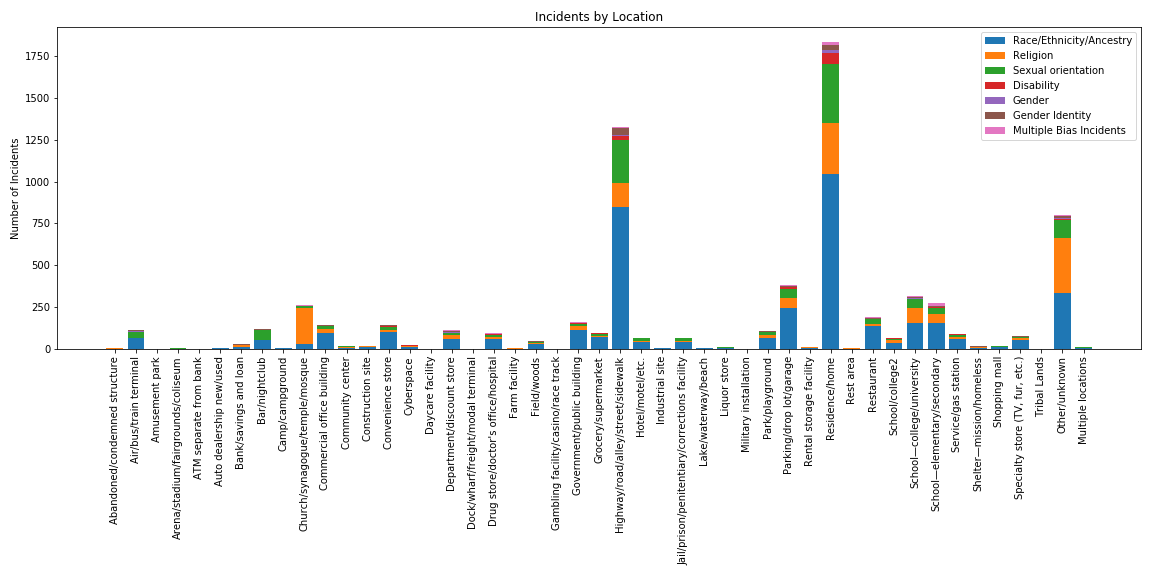 Incidents by Location
Number of Incidents
1750
1500
1250
1000
750
500
250
0
Race/Ethnicity/Ancestry
Religion
Sexual orientation
Disability
Gender
Gender Identity
Multiple Bias Incidents
Abandoned/condemned structure
Air/bus/train terminal
Amusement park
Arena/stadium/fairgrounds/coliseum
ATM separate from bank
Auto dealership new/used
Bank/savings and loan
Bar/nightclub
Camp/campground
Church/synagogue/temple/mosque
Commercial office building
Community center
Construction site
Convenience store
Cyberspace
Daycare facility
Department/discount store
Dock/wharf/freight/modal terminal
Drug store/doctor's office/hospital
Farm facility
Field/woods
Gambling facility/casino/race track
Government/public building
Grocery/supermarket
Highway/road/alley/street/sidewalk
Hotel/motel/etc.
Industrial site
Jail/prison/penitentiary/corrections facility
Lake/waterway/beach
Liquor store
Military installation
Park/playground
Parking/drop lot/garage
Rental storage facility
Residence/home
Rest area
Restaurant
School/college2
School—college/university
School—elementary/secondary
Service/gas station
Shelter—mission/homeless
Shopping mall
Specialty store (TV, fur, etc.)
Tribal Lands
Other/unknown
Multiple locations